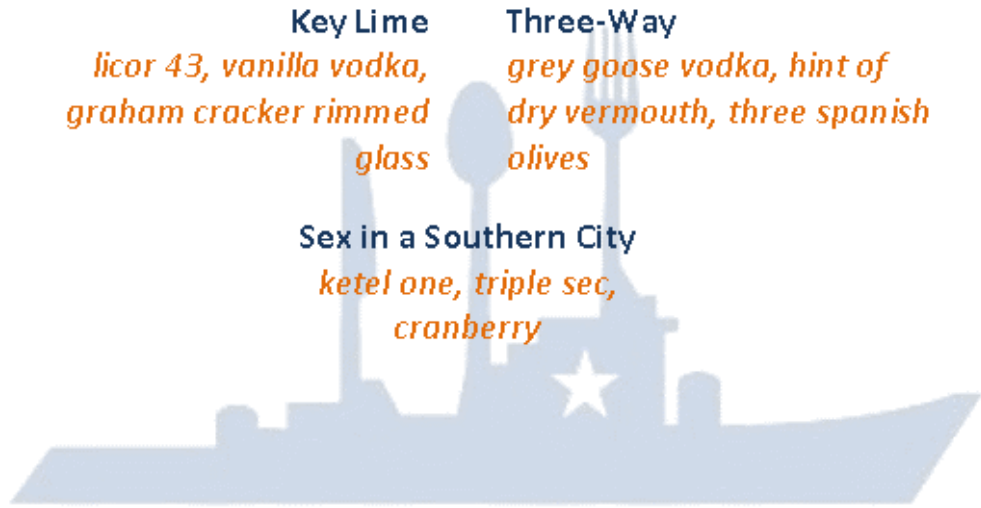 Key Lime
licor 43, vanilla vodka,
graham cracker rimmed
glass
Three-Way
grey goose vodka, hint of
dry vermouth, three spanish
olives
Sex in a Southern City
ketel one, triple sec,
cranberry